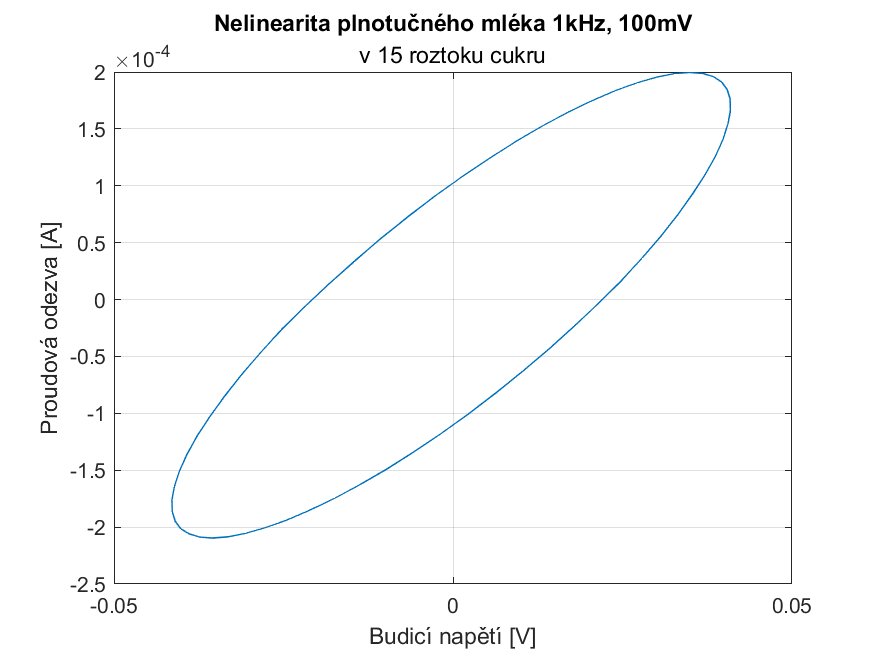 Nelinearita plnotučného mléka 1kHz, 100mV
v 15 roztoku cukru
×10-4
2
1.5
1
0.5
0
-0.5
-1
-1.5
-2
-2.5
Proudová odezva [A]
-0.05 0 0.05
Budicí napětí [V]